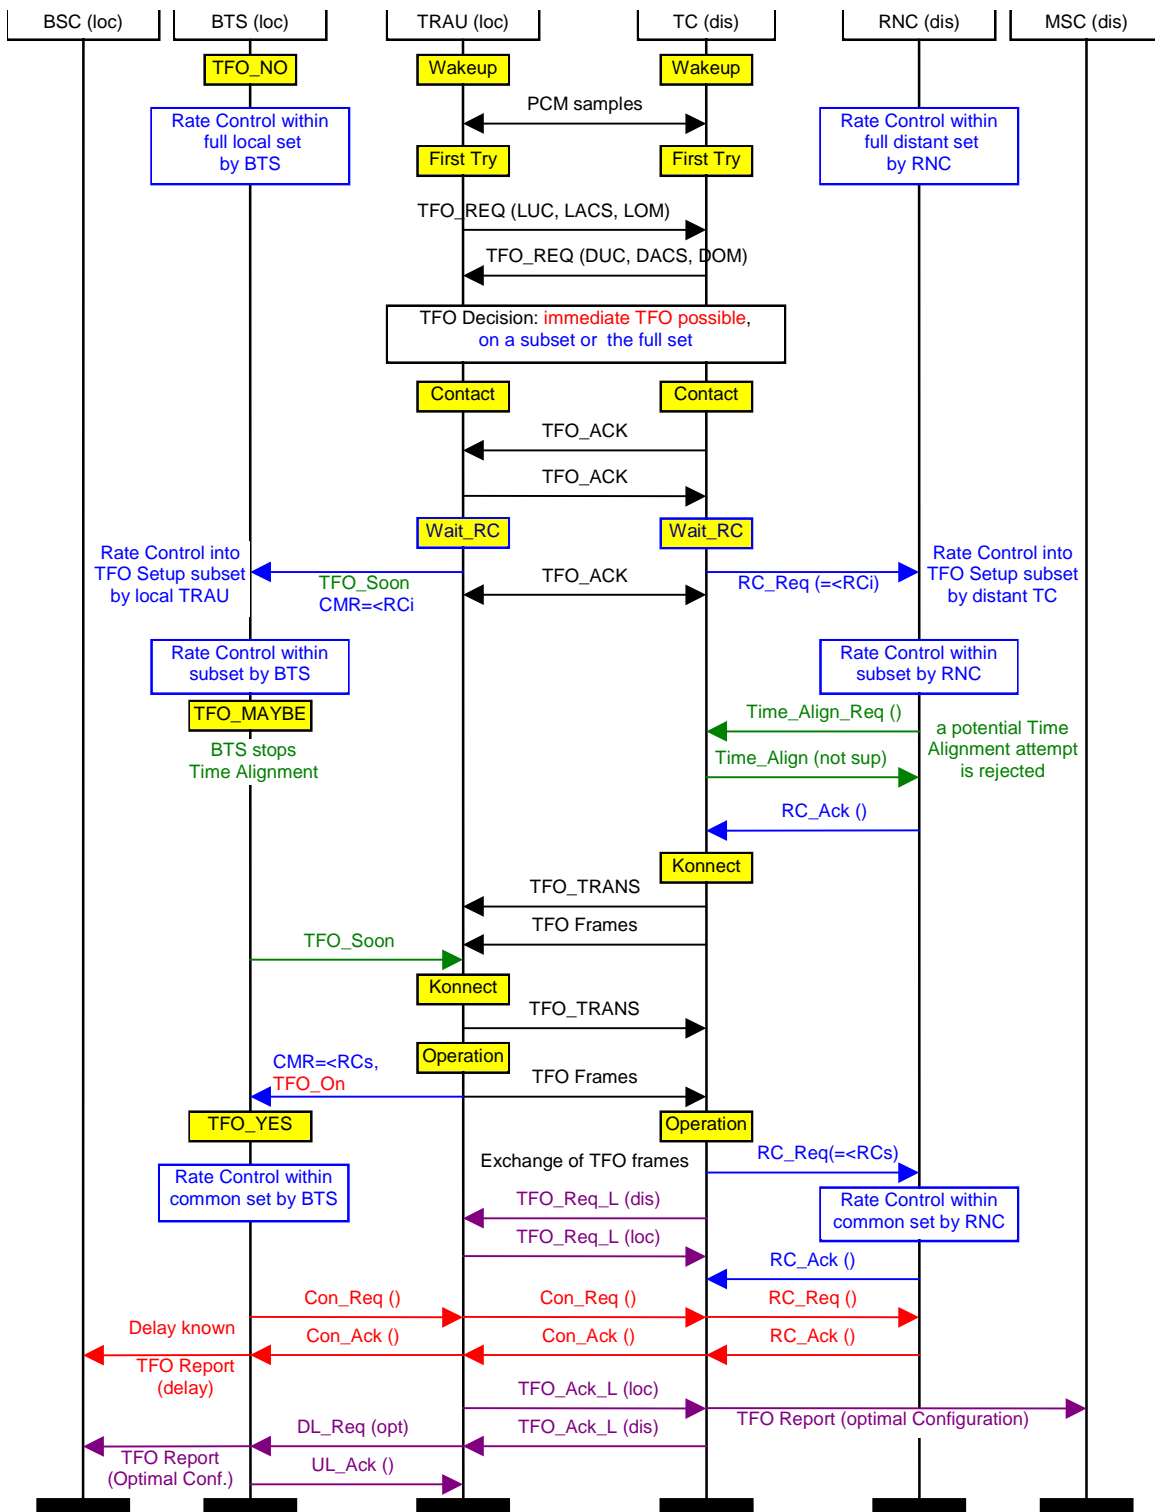 BSC (loc)
BTS (loc)
TRAU (loc)
TC (dis)
RNC (dis)
MSC (dis)
TFO_NO
Wakeup
Wakeup
PCM samples
Rate Control within
full local set
by BTS
Rate Control within
full distant set
by RNC
First Try
First Try
TFO_REQ (LUC, LACS, LOM)
TFO_REQ (DUC, DACS, DOM)
TFO Decision: immediate TFO possible,
on a subset or the full set
Contact
Contact
TFO_ACK
TFO_ACK
Wait_RC
Wait_RC
Rate Control into
TFO Setup subset
by local TRAU
TFO_Soon
CMR=<RCi
TFO_ACK
RC_Req (=<RCi)
Rate Control into
TFO Setup subset
by distant TC
Rate Control within
subset by BTS
Rate Control within
subset by RNC
TFO_MAYBE
BTS stops
Time Alignment
Time_Align_Req ()
Time_Align (not sup)
a potential Time
Alignment attempt
is rejected
RC_Ack ()
Konnect
TFO_TRANS
TFO Frames
TFO_Soon
Konnect
TFO_TRANS
Operation
CMR=<RCs,
TFO_On
TFO Frames
TFO_YES
Operation
Exchange of TFO frames
RC_Req(=<RCs)
Rate Control within
common set by BTS
Rate Control within
common set by RNC
TFO_Req_L (dis)
TFO_Req_L (loc)
RC_Ack ()
Con_Req ()
Con_Req ()
RC_Req ()
Delay known
Con_Ack ()
Con_Ack ()
RC_Ack ()
TFO Report
(delay)
TFO_Ack_L (loc)
TFO Report (optimal Configuration)
DL_Req (opt)
TFO_Ack_L (dis)
TFO Report
(Optimal Conf.)
UL_Ack ()